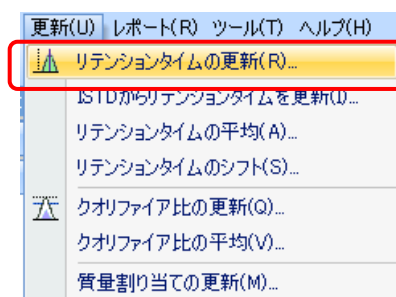 更新(U) レポート(R) ツール(T) ヘルプ(H)
リテンションタイムの更新(R)...
ISTDからリテンションタイムを更新(I)...
リテンションタイムの平均(A)...
リテンションタイムのシフト(S)...
クオリファイア比の更新(Q)...
クオリファイア比の平均(V)...
質量割り当ての更新(M)...